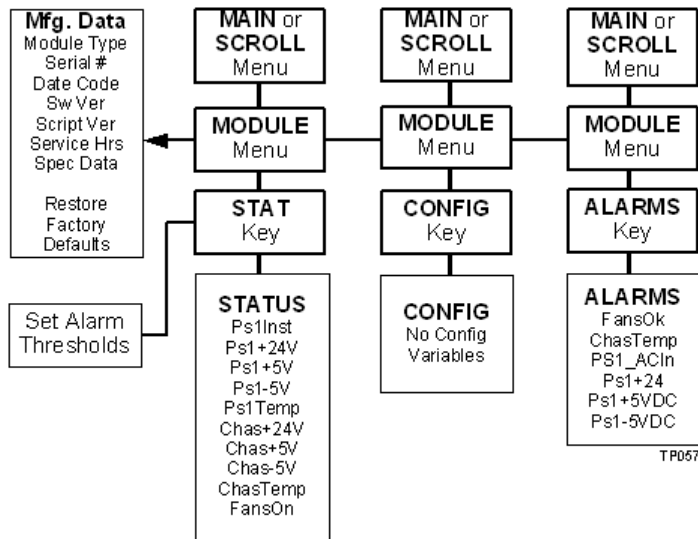 Mfg. Data
Module Type
Serial #
Date Code
Sw Ver
Script Ver
Service Hrs
Spec Data
Restore
Factory
Defaults
MAIN or
SCROLL
Menu
MODULE
Menu
STAT
Key
Set Alarm
Thresholds
STATUS
Ps1Inst
Ps1+24V
Ps1+5V
Ps1-5V
Ps1Temp
Chas+24V
Chas+5V
Chas-5V
ChasTemp
FansOn
MAIN or
SCROLL
Menu
MODULE
Menu
CONFIG
Key
CONFIG
No Config
Variables
MAIN or
SCROLL
Menu
MODULE
Menu
ALARMS
Key
ALARMS
FansOk
ChasTemp
PS1_ACIn
Ps1+24
Ps1+5VDC
Ps1-5VDC
TP057